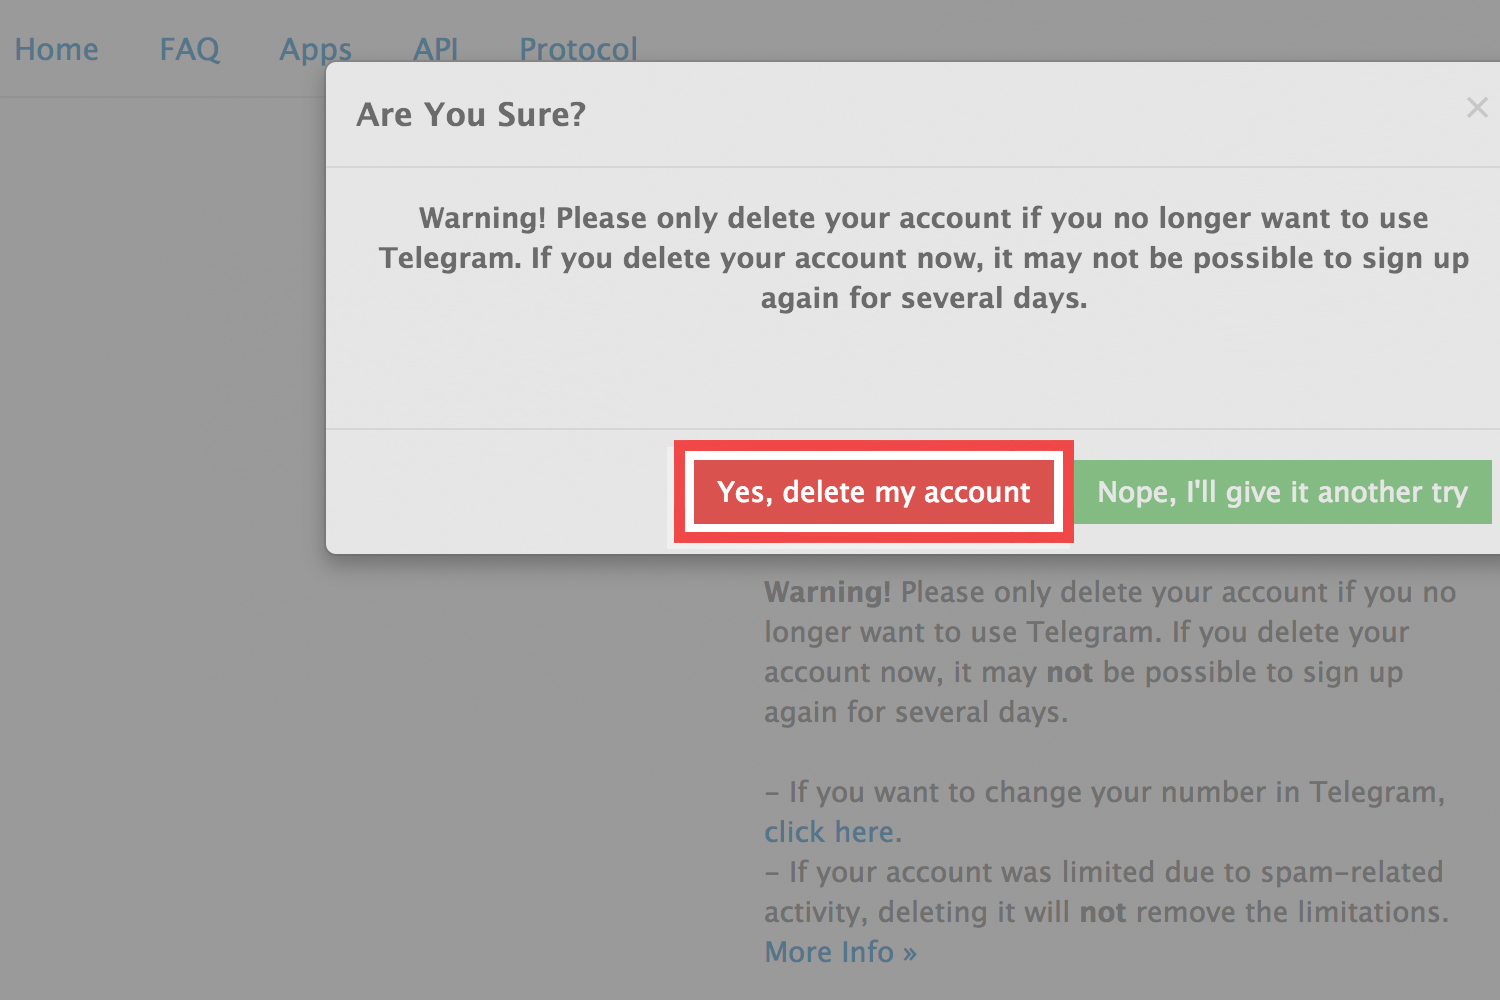 Home FAQ Apps API Protocol
Are You Sure?
×
Warning! Please only delete your account if you no longer want to use
Telegram. If you delete your account now, it may not be possible to sign up
again for several days.
Yes, delete my account Nope, I'll give it another try
Warning! Please only delete your account if you no
longer want to use Telegram. If you delete your
account now, it may not be possible to sign up
again for several days.
– If you want to change your number in Telegram,
click here.
– If your account was limited due to spam-related
activity, deleting it will not remove the limitations.
More Info »